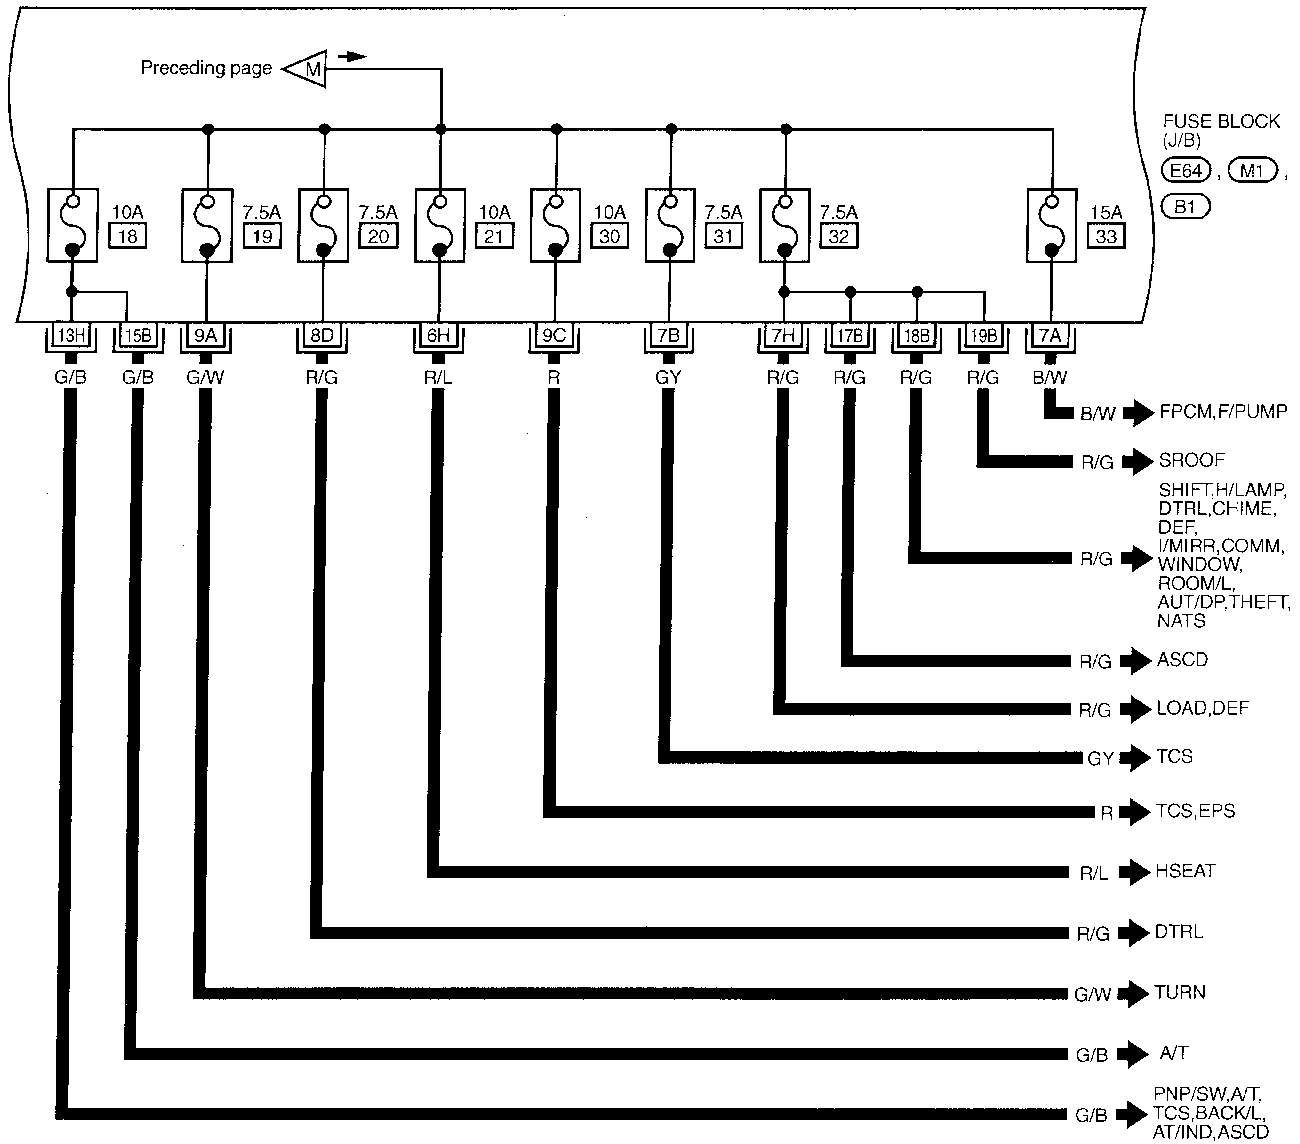 Preceding page M
FUSE BLOCK
(J/B)
E64 , M1 ,
B1
10A 7.5A 7.5A 10A 10A 7.5A 7.5A 15A
18 19 20 21 30 31 32 33
13H 15B 9A 8D 6H 9C 7B 7H 17B 18B 19B 7A
G/B G/B G/W R/G R/L R GY R/G R/G R/G R/G B/W
B/W FPCM,F/PUMP
R/G SROOF
SHIFT,H/LAMP,
DTRL,CHIME,
DEF,
I/MIRR,COMM,
R/G WINDOW,
ROOM/L,
AUT/DP,THEFT,
NATS
R/G ASCD
R/G LOAD,DEF
GY TCS
R TCS,EPS
R/L HSEAT
R/G DTRL
G/W TURN
G/B A/T
PNP/SW,A/T,
G/B TCS,BACK/L,
AT/IND,ASCD